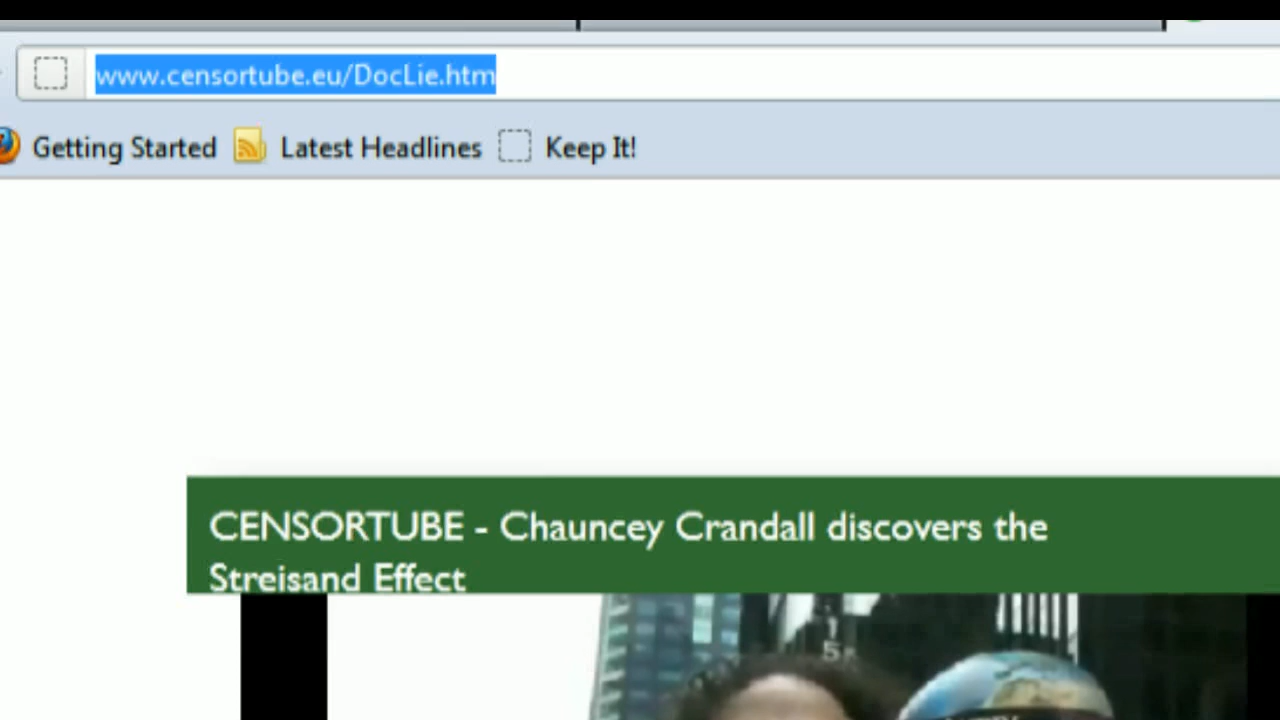 www.censortube.eu/DocLie.htm
Getting Started Latest Headlines Keep It!
CENSORTUBE - Chauncey Crandall discovers the
Streisand Effect